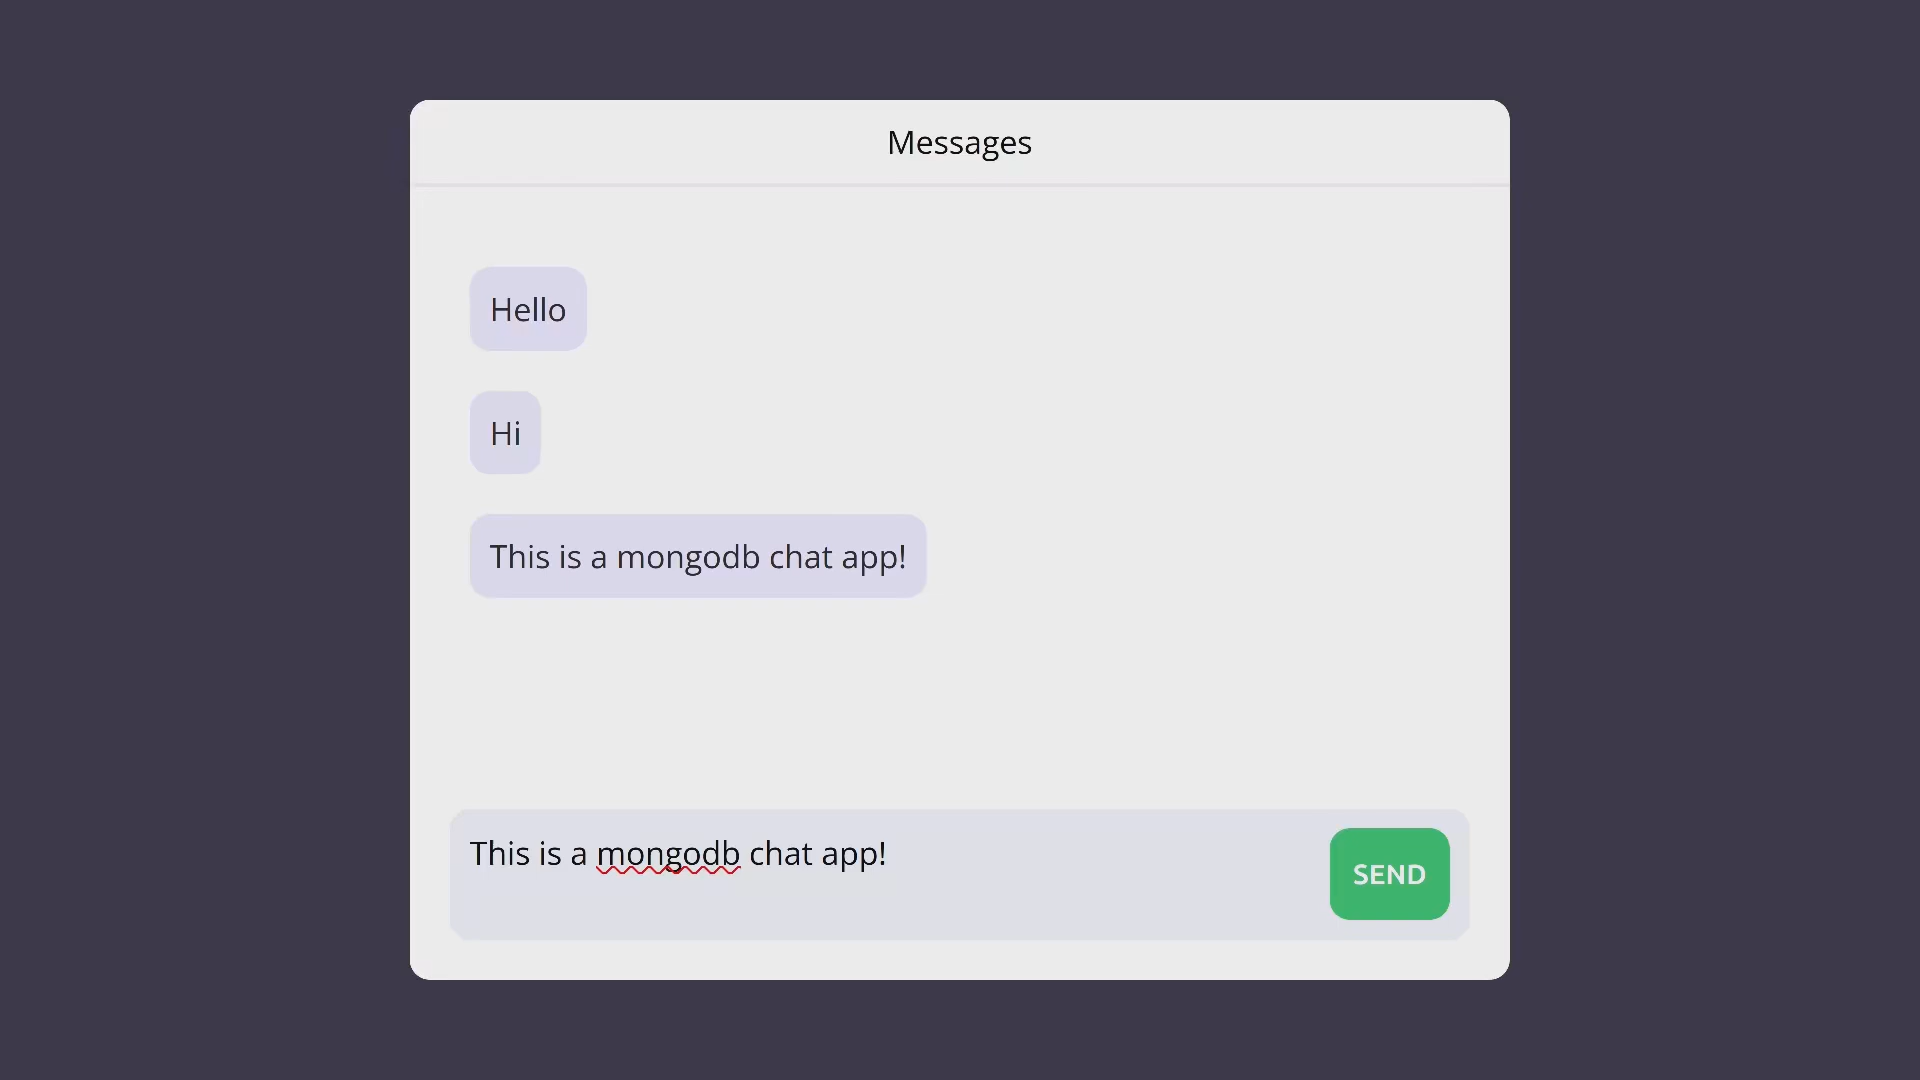 Messages
Hello
Hi
This is a mongodb chat app!
This is a mongodb chat app!
SEND